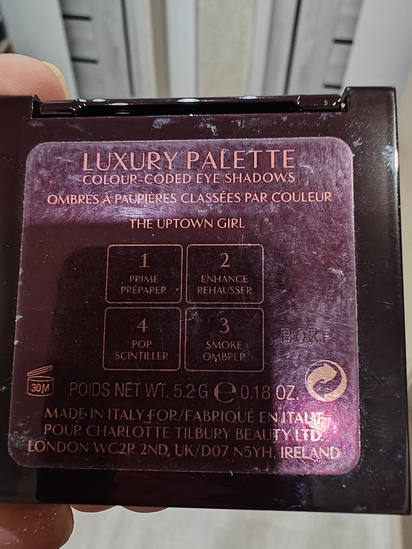 LUXURY PALETTE
COLOUR-CODED EYE SHADOWS
OMBRES À PAUPIÈRES CLASSÉES PAR COULEUR
THE UPTOWN GIRL
1
PRIME
PRÉPAPER
2
ENHANCE
REHAUSSER
4
POP
SCINTILLER
3
SMOKE
OMBRER
30M
POIDS NET WT. 5.2 G e 0.18 OZ.
MADE IN ITALY FOR/FABRIQUÉ EN ITALIE
POUR CHARLOTTE TILBURY BEAUTY LTD.
LONDON WC2P 2ND, UK/D07 N5YH, IRELAND